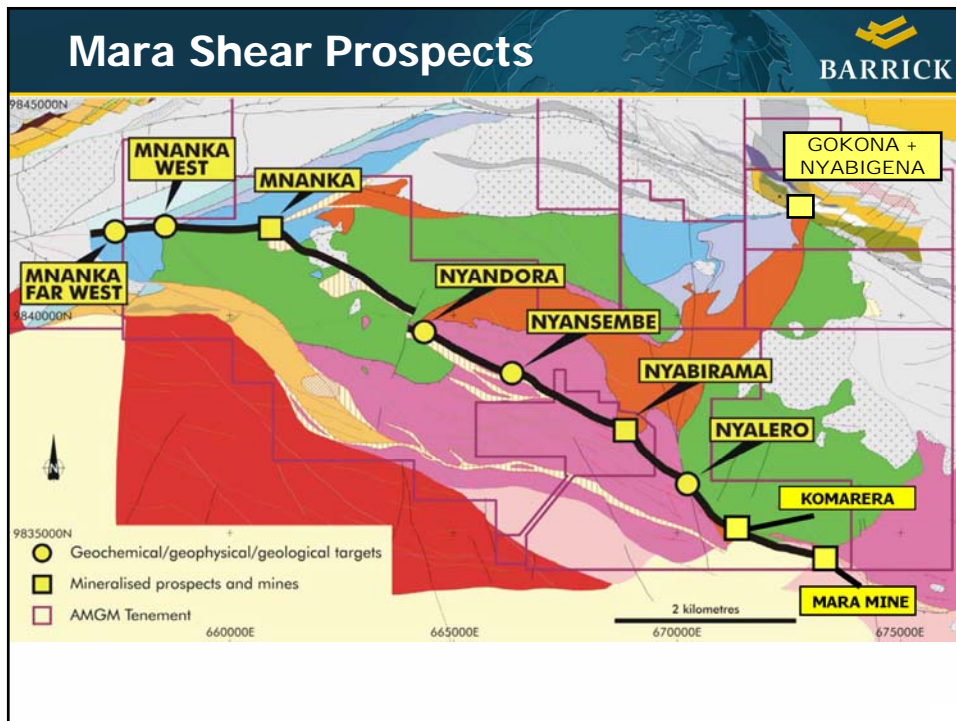 Mara Shear Prospects
BARRICK
9845000N
MNANKA
WEST
MNANKA
GOKONA +
NYABIGENA
MNANKA
FAR WEST
NYANDORA
9840000N
NYANSEMBE
NYABIRAMA
NYALERO
N
KOMARERA
9835000N
Geochemical/geophysical/geological targets
Mineralised prospects and mines
AMGM Tenement
2 kilometres
MARA MINE
660000E
665000E
670000E
675000E